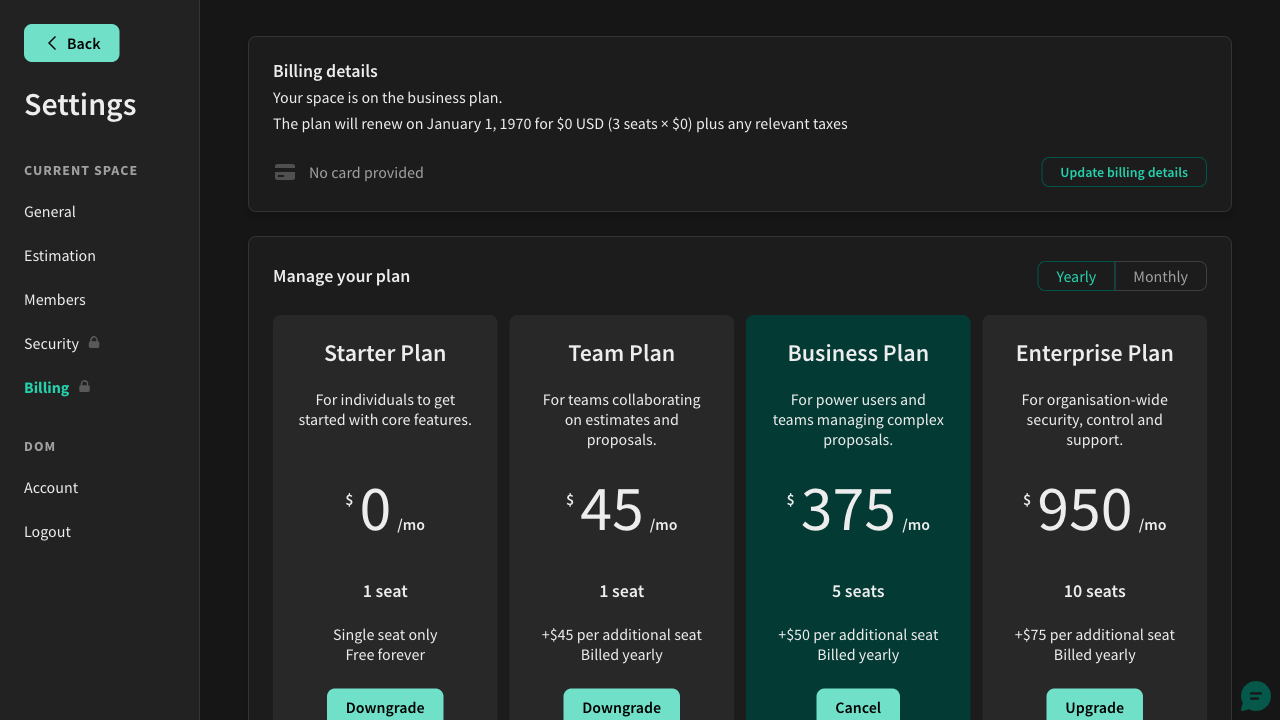 Back
Settings
CURRENT SPACE
General
Estimation
Members
Security
Billing
DOM
Account
Logout
Billing details
Your space is on the business plan.
The plan will renew on January 1, 1970 for $0 USD (3 seats × $0) plus any relevant taxes
No card provided
Update billing details
Manage your plan
Yearly
Monthly
Starter Plan
For individuals to get
started with core features.
$ 0 /mo
1 seat
Single seat only
Free forever
Downgrade
Team Plan
For teams collaborating
on estimates and
proposals.
$ 45 /mo
1 seat
+$45 per additional seat
Billed yearly
Downgrade
Business Plan
For power users and
teams managing complex
proposals.
$ 375 /mo
5 seats
+$50 per additional seat
Billed yearly
Cancel
Enterprise Plan
For organisation-wide
security, control and
support.
$ 950 /mo
10 seats
+$75 per additional seat
Billed yearly
Upgrade